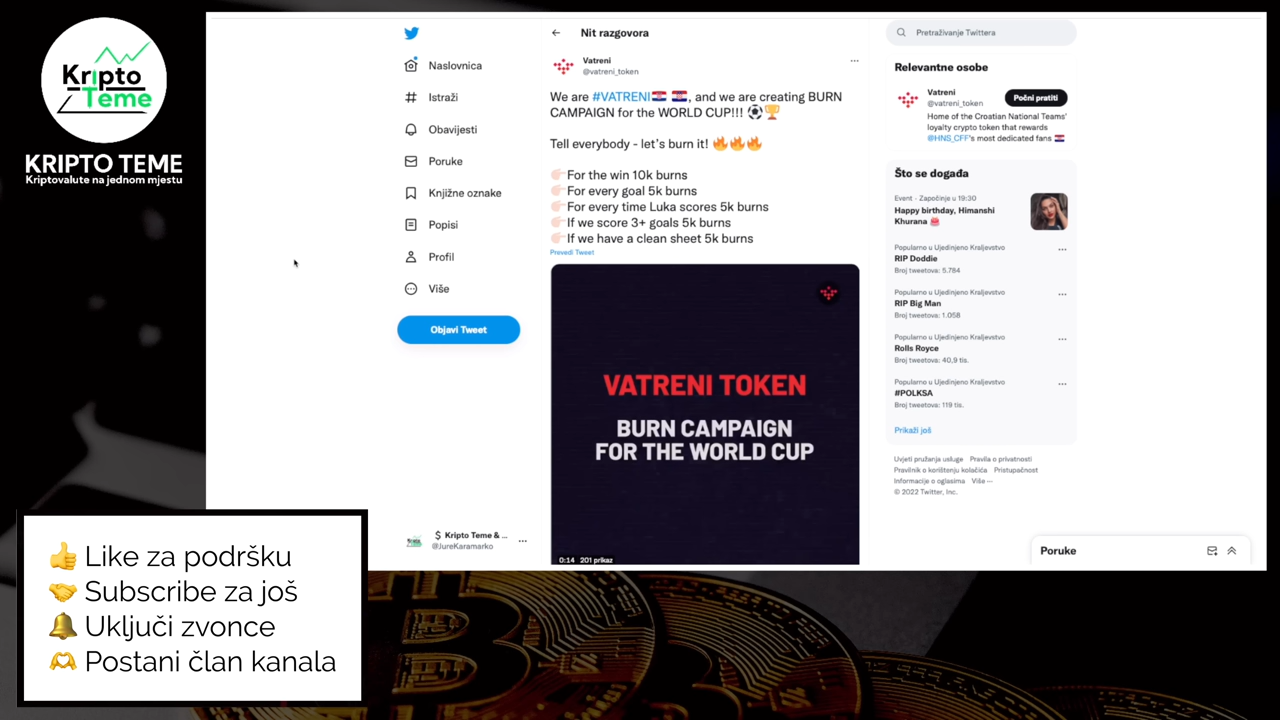 Kripto
Teme
KRIPTO TEME
Kriptovalute na jednom mjestu
Naslovnica
Istraži
Obavijesti
Poruke
Knjižne oznake
Popisi
Profil
Više
Objavi Tweet
$ Kripto Teme & ...
@JureKaramarko
Nit razgovora
Vatreni
@vatreni_token
We are #VATRENI🇭🇷 🇭🇷, and we are creating BURN
CAMPAIGN for the WORLD CUP!!! ⚽🏆
Tell everybody - let's burn it! 🔥🔥🔥
👉🏻For the win 10k burns
👉🏻For every goal 5k burns
👉🏻For every time Luka scores 5k burns
👉🏻If we score 3+ goals 5k burns
👉🏻If we have a clean sheet 5k burns
Prevedi Tweet
VATRENI TOKEN
BURN CAMPAIGN
FOR THE WORLD CUP
0:14 201 prikaz
Pretraživanje Twittera
Relevantne osobe
Vatreni
@vatreni_token
Počni pratiti
Home of the Croatian National Teams'
loyalty crypto token that rewards
@HNS_CFF's most dedicated fans 🇭🇷
Što se događa
Event · Započinje u 19:30
Happy birthday, Himanshi
Khurana 🎂
Popularno u Ujedinjeno Kraljevstvo
RIP Doddie
Broj tweetova: 5.784
Popularno u Ujedinjeno Kraljevstvo
RIP Big Man
Broj tweetova: 1.058
Popularno u Ujedinjeno Kraljevstvo
Rolls Royce
Broj tweetova: 40,9 tis.
Popularno u Ujedinjeno Kraljevstvo
#POLKSA
Broj tweetova: 119 tis.
Prikaži još
Uvjeti pružanja usluge Pravila o privatnosti
Pravilnik o korištenju kolačića Pristupačnost
Informacije o oglasima Više ...
© 2022 Twitter, Inc.
Poruke
👍 Like za podršku
🤝 Subscribe za još
🔔 Uključi zvonce
🫶 Postani član kanala